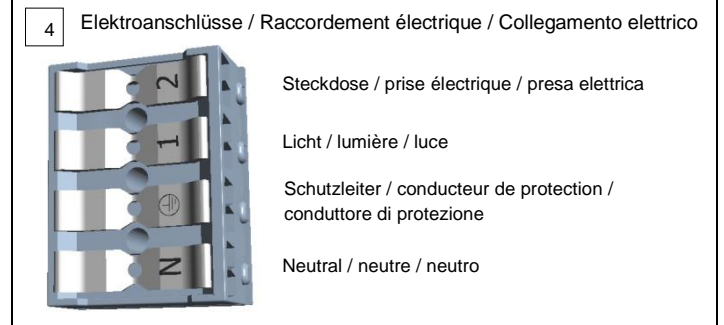 4
Elektroanschlüsse / Raccordement électrique / Collegamento elettrico
2
Steckdose / prise électrique / presa elettrica
1
Licht / lumière / luce
Schutzleiter / conducteur de protection /
conduttore di protezione
N
Neutral / neutre / neutro